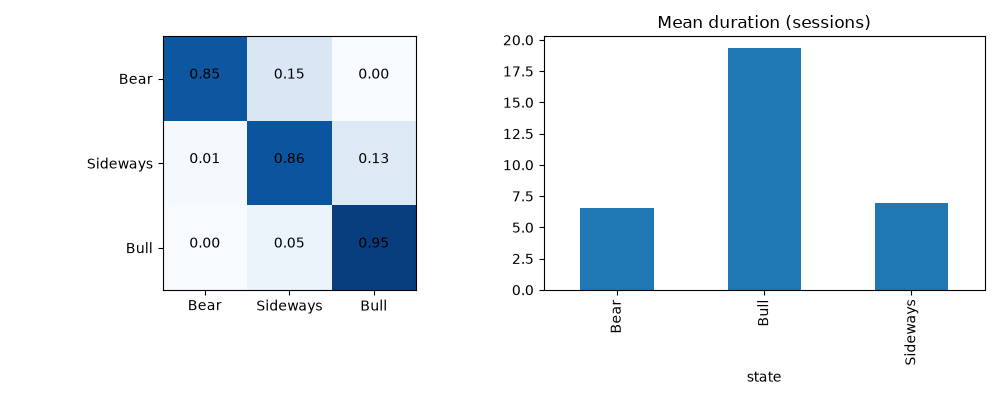 Bear 0.85 0.15 0.00
Sideways 0.01 0.86 0.13
Bull 0.00 0.05 0.95
Bear Sideways Bull
Mean duration (sessions)
20.0
17.5
15.0
12.5
10.0
7.5
5.0
2.5
0.0
Bear
Bull
Sideways
state